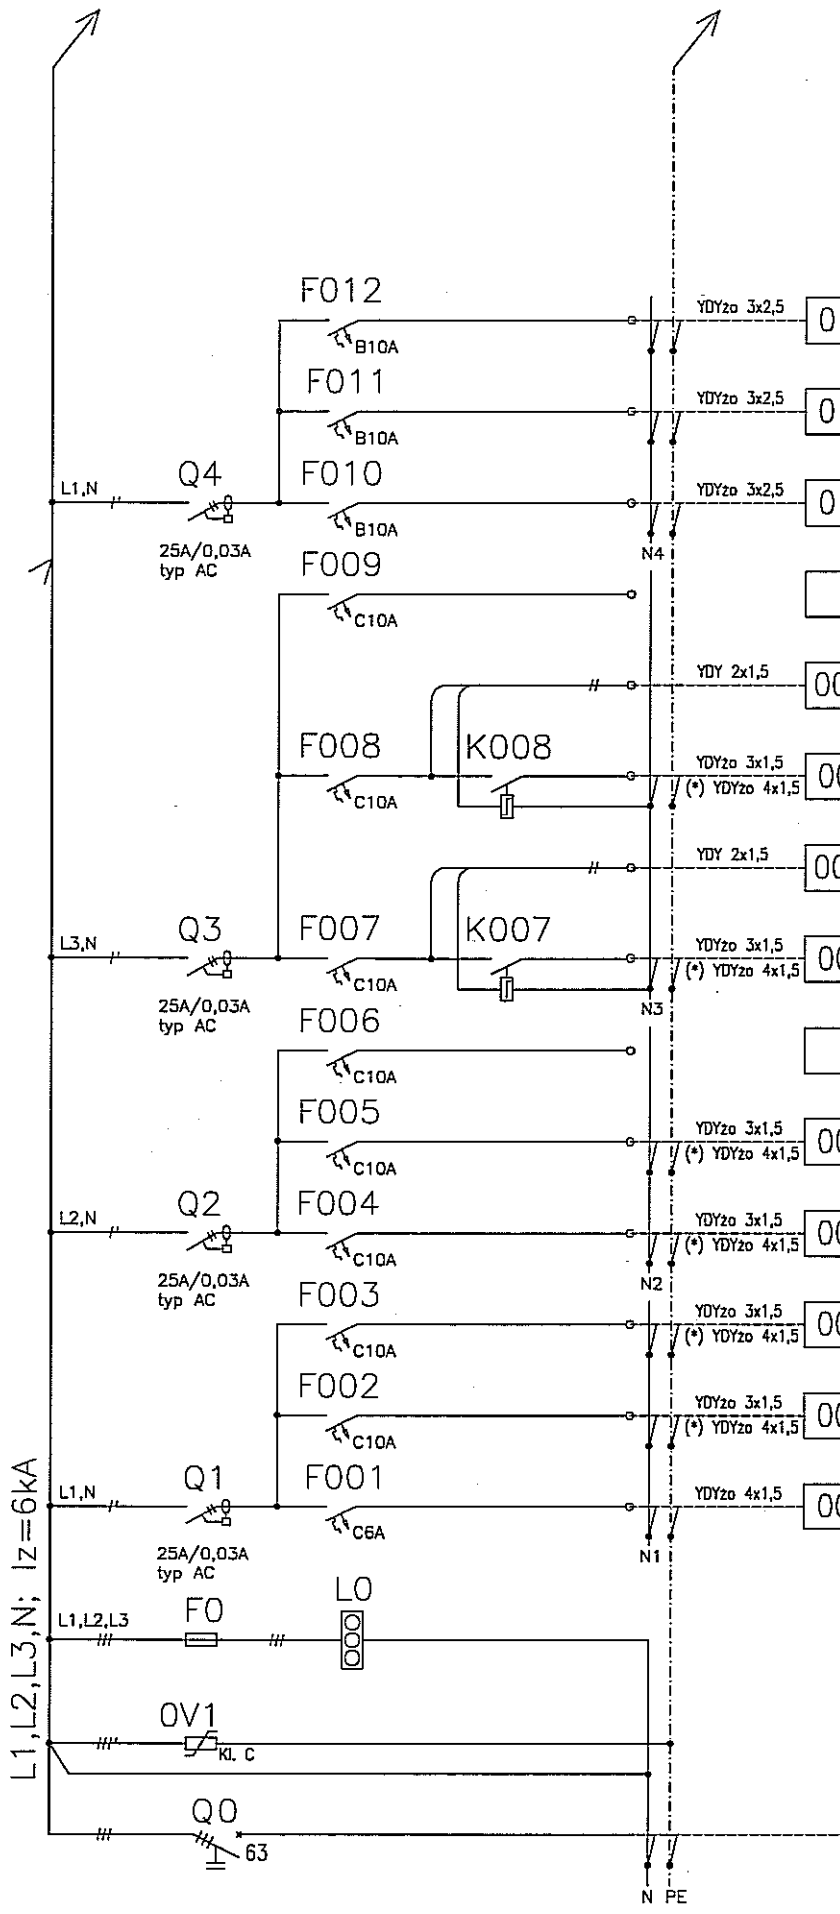 F012
YDYżo 3x2,5
0
B10A
F011
YDYżo 3x2,5
0
B10A
Q4
F010
L1,N
YDYżo 3x2,5
0
B10A
25A/0,03A
typ AC
N4
F009
C10A
YDY 2x1,5
00
F008
K008
YDYżo 3x1,5
(*) YDYżo 4x1,5
00
C10A
YDY 2x1,5
00
Q3
F007
K007
L3,N
YDYżo 3x1,5
(*) YDYżo 4x1,5
00
C10A
25A/0,03A
typ AC
N3
F006
C10A
F005
YDYżo 3x1,5
(*) YDYżo 4x1,5
00
C10A
Q2
F004
L2,N
YDYżo 3x1,5
(*) YDYżo 4x1,5
00
C10A
25A/0,03A
typ AC
N2
F003
YDYżo 3x1,5
(*) YDYżo 4x1,5
00
C10A
F002
YDYżo 3x1,5
(*) YDYżo 4x1,5
00
C10A
Q1
F001
L1,N
YDYżo 4x1,5
00
C6A
25A/0,03A
typ AC
N1
L1,L2,L3,N; Iz=6kA
L1,L2,L3
F0
L0
OV1
Kl. C
Q0
63
N PE